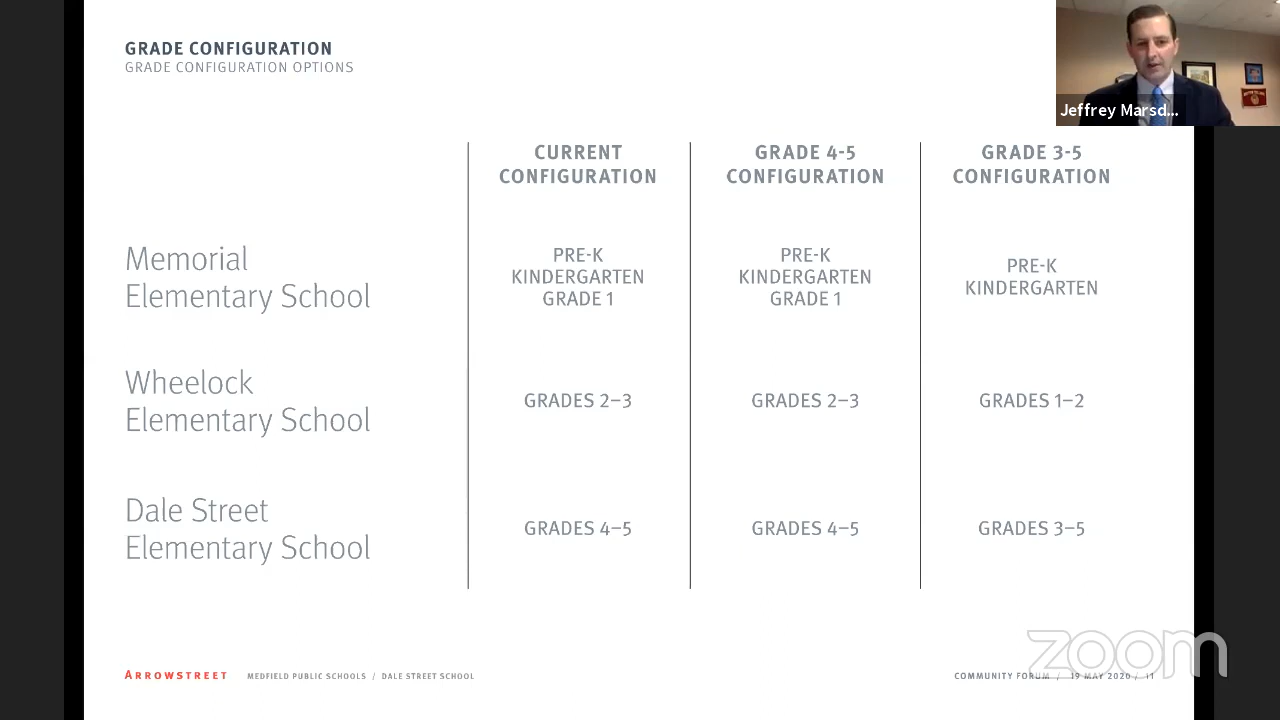 GRADE CONFIGURATION
GRADE CONFIGURATION OPTIONS
Jeffrey Marsd...
CURRENT
CONFIGURATION
GRADE 4-5
CONFIGURATION
GRADE 3-5
CONFIGURATION
Memorial
Elementary School
PRE-K
KINDERGARTEN
GRADE 1
PRE-K
KINDERGARTEN
GRADE 1
PRE-K
KINDERGARTEN
Wheelock
Elementary School
GRADES 2–3
GRADES 2–3
GRADES 1–2
Dale Street
Elementary School
GRADES 4–5
GRADES 4–5
GRADES 3–5
ARROWSTREET
MEDFIELD PUBLIC SCHOOLS / DALE STREET SCHOOL
COMMUNITY FORUM / 19 MAY 2020 / 11
zoom